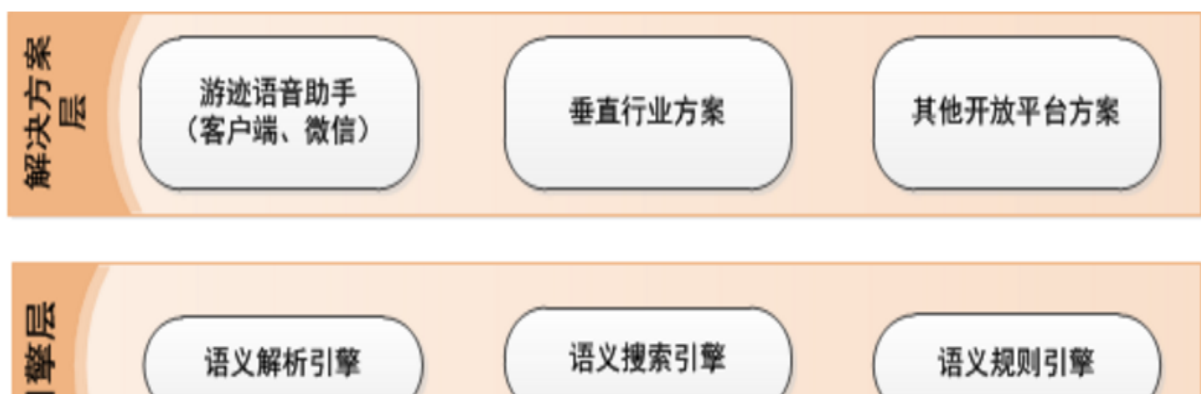 解决方案
层
游迹语音助手
（客户端、微信）
垂直行业方案
其他开放平台方案
擎层
语义解析引擎
语义搜索引擎
语义规则引擎